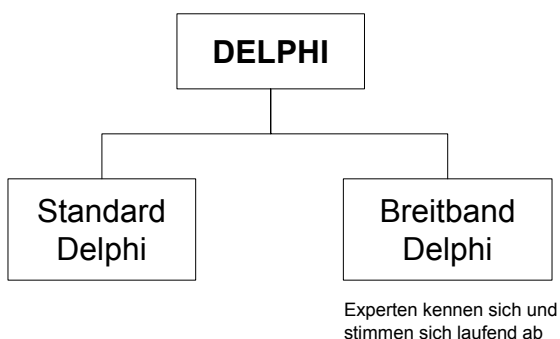 DELPHI
Standard
Delphi
Breitband
Delphi
Experten kennen sich und
stimmen sich laufend ab